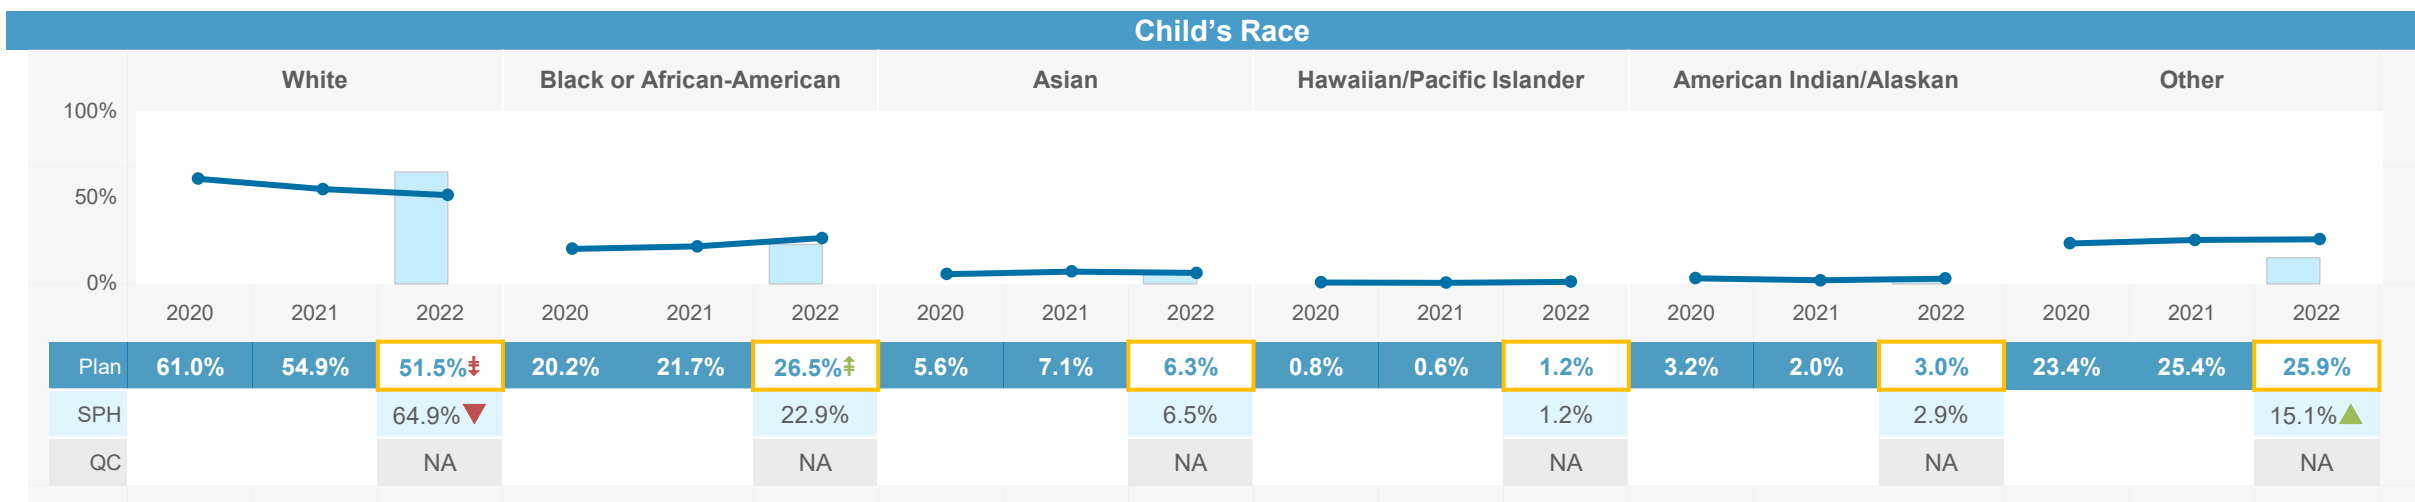 Child’s Race
White Black or African-American Asian Hawaiian/Pacific Islander American Indian/Alaskan Other
100%
50%
0%
2020 2021 2022 2020 2021 2022 2020 2021 2022 2020 2021 2022 2020 2021 2022 2020 2021 2022
Plan 61.0% 54.9% 51.5%⯯ 20.2% 21.7% 26.5%⯭ 5.6% 7.1% 6.3% 0.8% 0.6% 1.2% 3.2% 2.0% 3.0% 23.4% 25.4% 25.9%
SPH 64.9%▼ 22.9% 6.5% 1.2% 2.9% 15.1%▲
QC NA NA NA NA NA NA